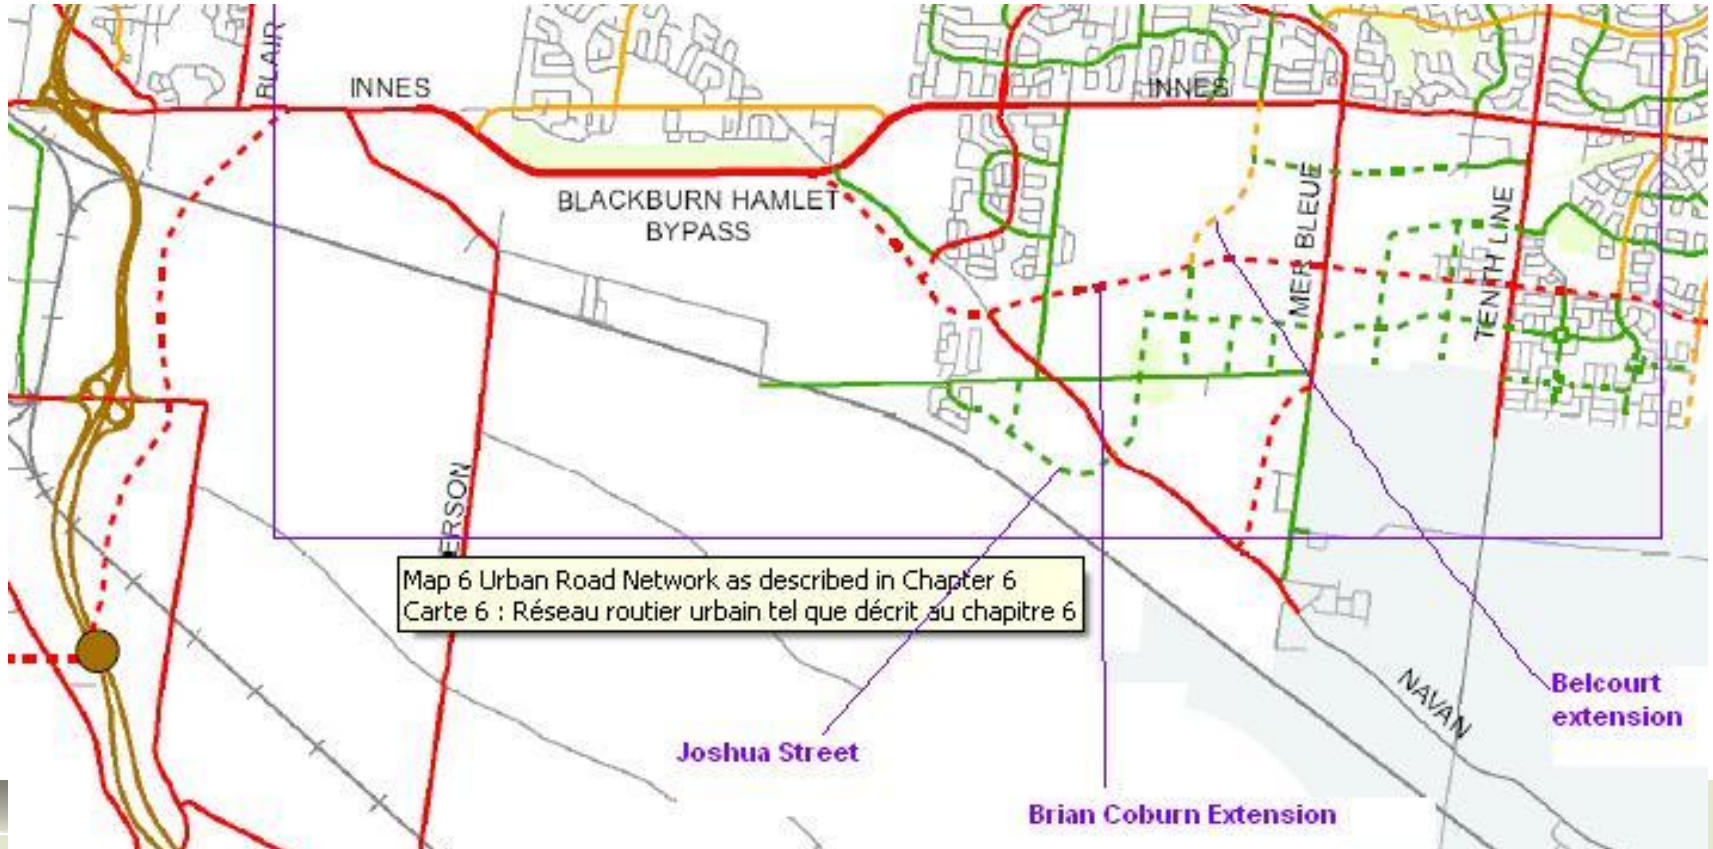 BLAIR
INNES
INNES
BLACKBURN HAMLET
BYPASS
MER BLEUE
TENTH LINE
ERSON
Map 6 Urban Road Network as described in Chapter 6
Carte 6 : Réseau routier urbain tel que décrit au chapitre 6
NAVAN
Belcourt
extension
Joshua Street
Brian Coburn Extension